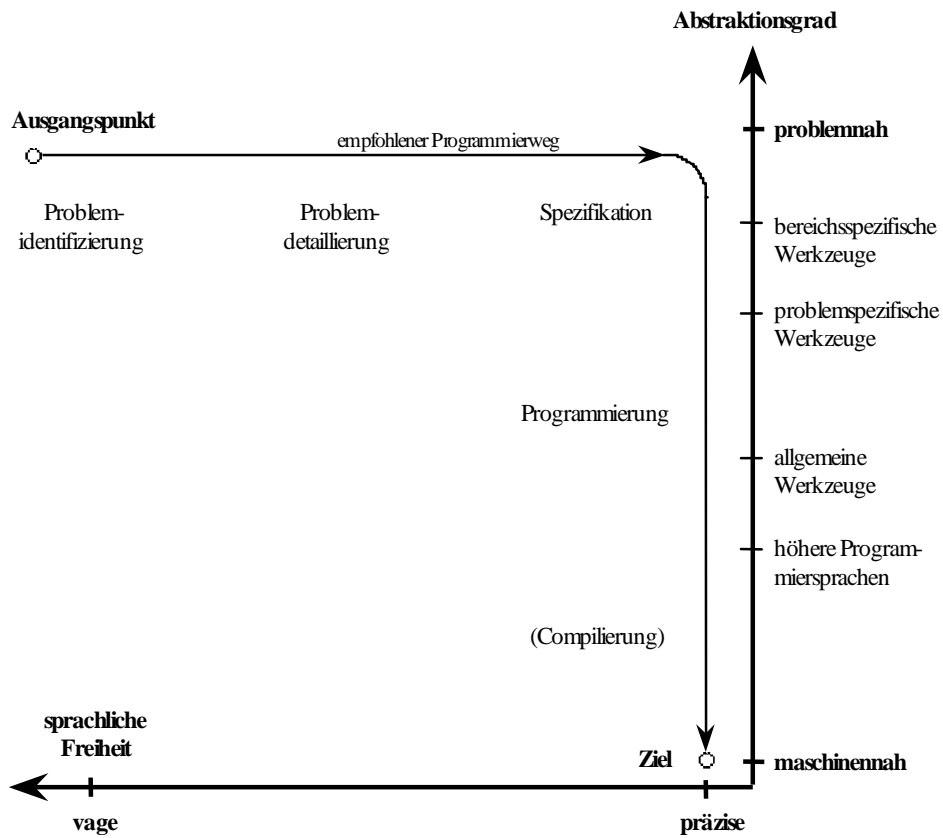 Abstraktionsgrad
Ausgangspunkt
empfohlener Programmierweg
problemnah
Problem-
identifizierung
Problem-
detaillierung
Spezifikation
bereichsspezifische
Werkzeuge
problemspezifische
Werkzeuge
Programmierung
allgemeine
Werkzeuge
höhere Program-
miersprachen
(Compilierung)
sprachliche
Freiheit
Ziel
maschinennah
vage
präzise